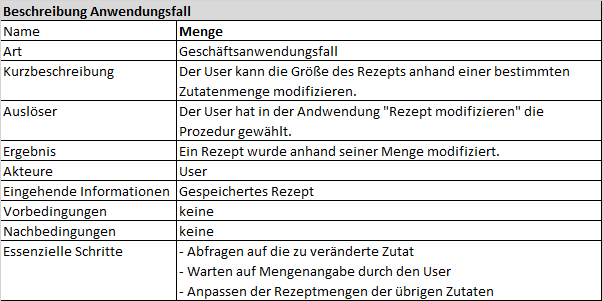 Beschreibung Anwendungsfall
Name Menge
Art Geschäftsanwendungsfall
Kurzbeschreibung Der User kann die Größe des Rezepts anhand einer bestimmten
Zutatenmenge modifizieren.
Auslöser Der User hat in der Andwendung "Rezept modifizieren" die
Prozedur gewählt.
Ergebnis Ein Rezept wurde anhand seiner Menge modifiziert.
Akteure User
Eingehende Informationen Gespeichertes Rezept
Vorbedingungen keine
Nachbedingungen keine
Essenzielle Schritte - Abfragen auf die zu veränderte Zutat
- Warten auf Mengenangabe durch den User
- Anpassen der Rezeptmengen der übrigen Zutaten